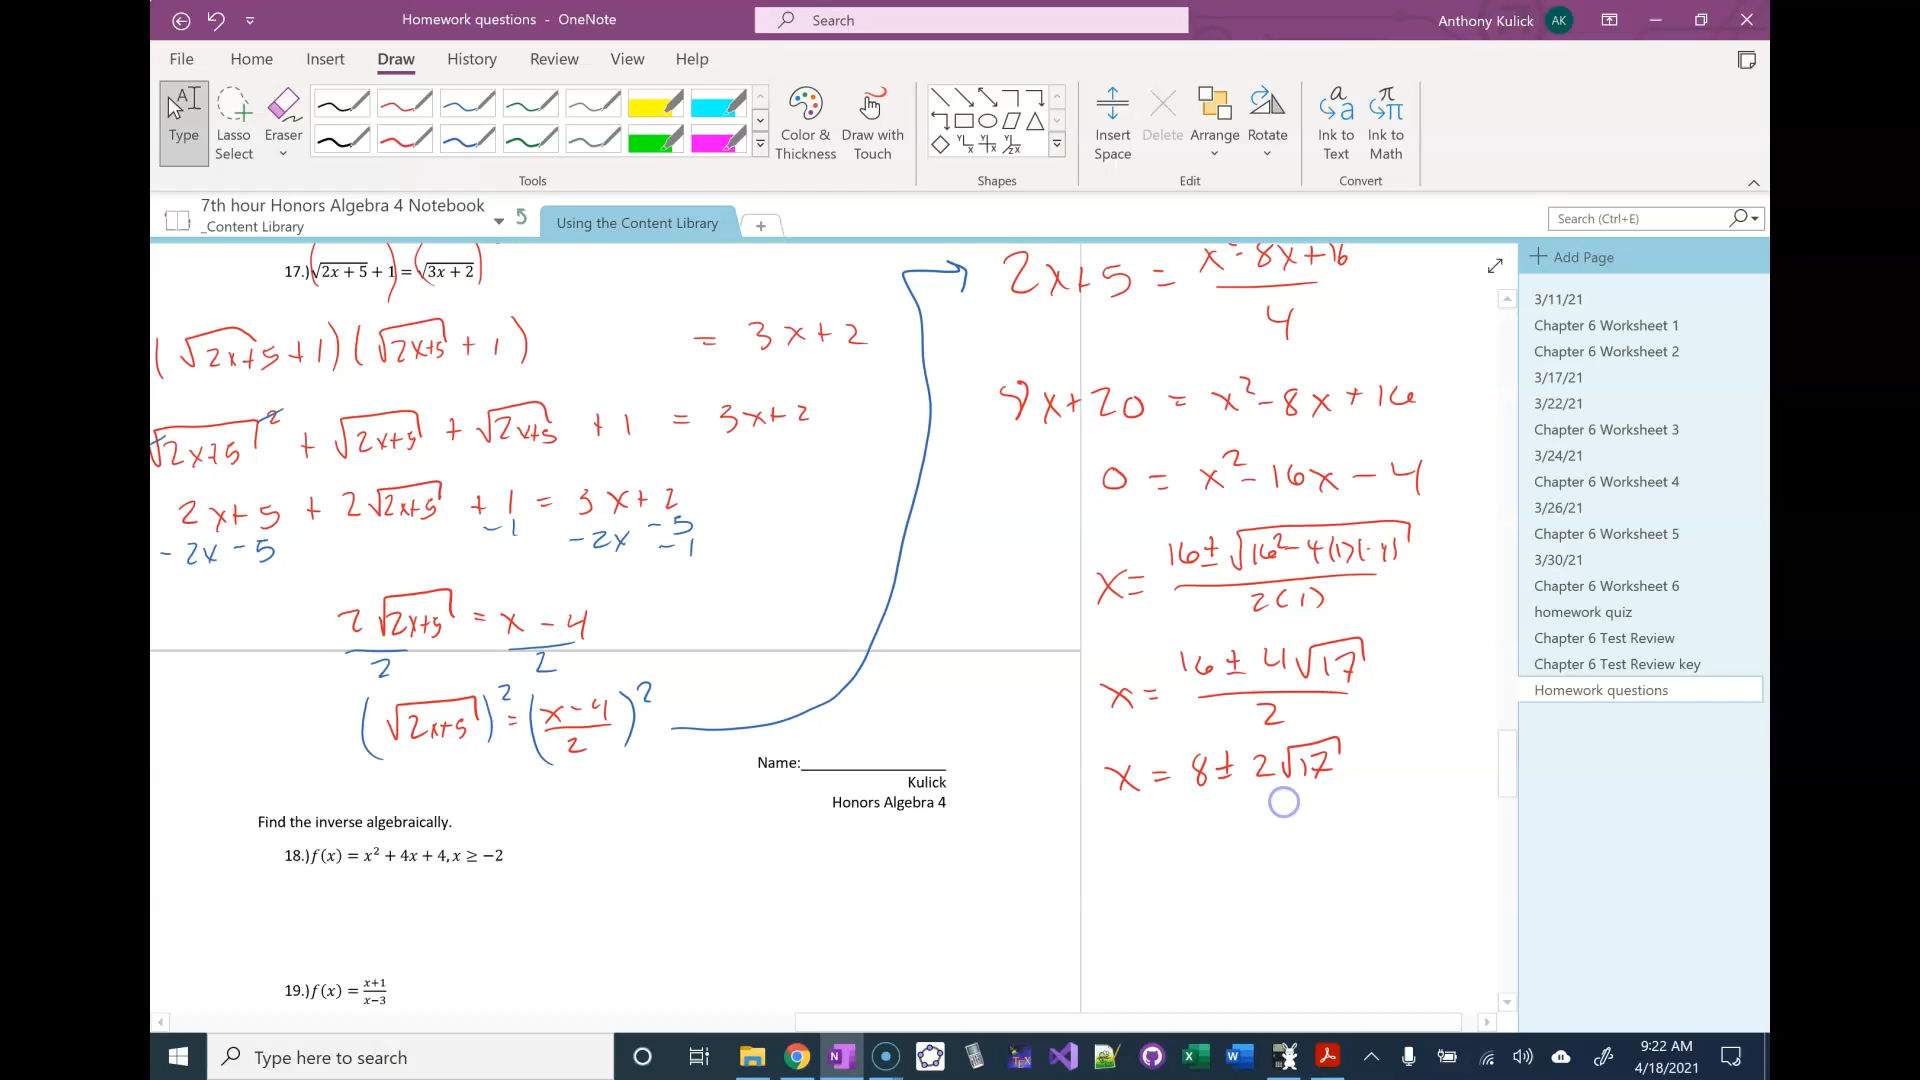 Homework questions - OneNote
Search
Anthony Kulick
AK
File
Home
Insert
Draw
History
Review
View
Help
Type
Lasso Select
Eraser
Color & Thickness
Draw with Touch
Insert Space
Delete
Arrange
Rotate
Ink to Text
Ink to Math
Tools
Shapes
Edit
Convert
7th hour Honors Algebra 4 Notebook
_Content Library
Using the Content Library
Search (Ctrl+E)
Add Page
3/11/21
Chapter 6 Worksheet 1
Chapter 6 Worksheet 2
3/17/21
3/22/21
Chapter 6 Worksheet 3
3/24/21
Chapter 6 Worksheet 4
3/26/21
Chapter 6 Worksheet 5
3/30/21
Chapter 6 Worksheet 6
homework quiz
Chapter 6 Test Review
Chapter 6 Test Review key
Homework questions
17.) (√(2x + 5) + 1) = (√(3x + 2))
(√(2x+5) + 1)(√(2x+5) + 1) = 3x+2
√(2x+5)² + √(2x+5) + √(2x+5) + 1 = 3x+2
2x+5 + 2√(2x+5) + 1 = 3x+2
-2x -5 -1 -2x -5
-1
2√(2x+5) = x - 4
2 2
(√(2x+5))² = ((x-4)/2)²
2x+5 = (x²-8x+16)/4
8x+20 = x²-8x+16
0 = x²-16x-4
x = (16 ± √(16²-4(1)(-4)))/(2(1))
x = (16 ± 4√17)/2
x = 8 ± 2√17
Name:
Kulick
Honors Algebra 4
Find the inverse algebraically.
18.) f(x) = x² + 4x + 4, x ≥ −2
19.) f(x) = (x+1)/(x−3)
Type here to search
9:22 AM
4/18/2021